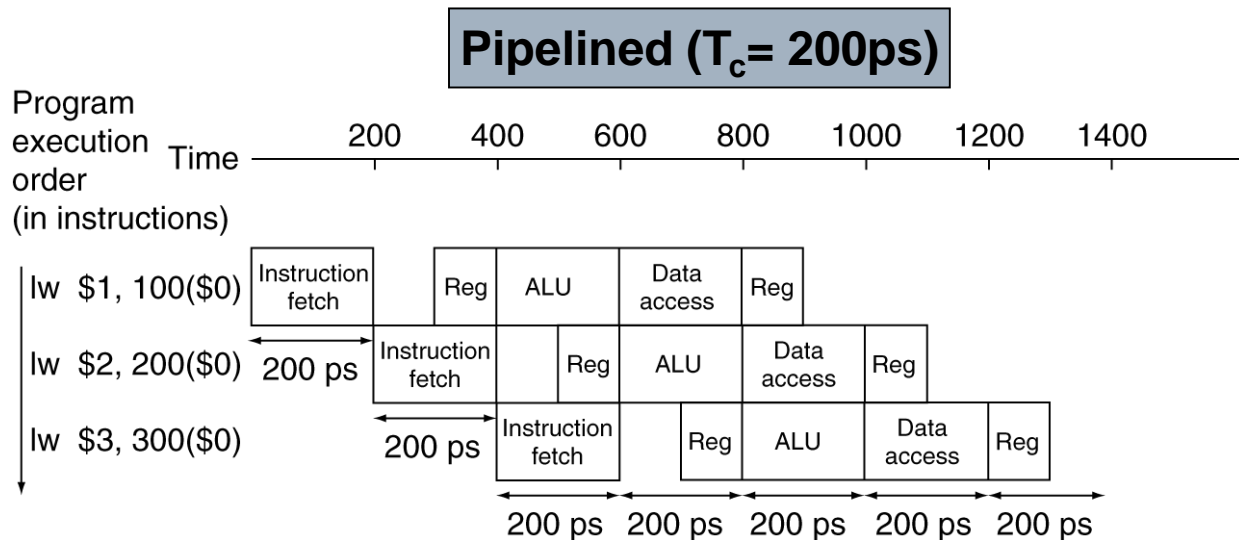 Pipelined (Tc= 200ps)
Program
execution
order
(in instructions)
Time
200 400 600 800 1000 1200 1400
lw $1, 100($0)
Instruction
fetch
Reg
ALU
Data
access
Reg
200 ps
lw $2, 200($0)
Instruction
fetch
Reg
ALU
Data
access
Reg
200 ps
lw $3, 300($0)
Instruction
fetch
Reg
ALU
Data
access
Reg
200 ps 200 ps 200 ps 200 ps 200 ps